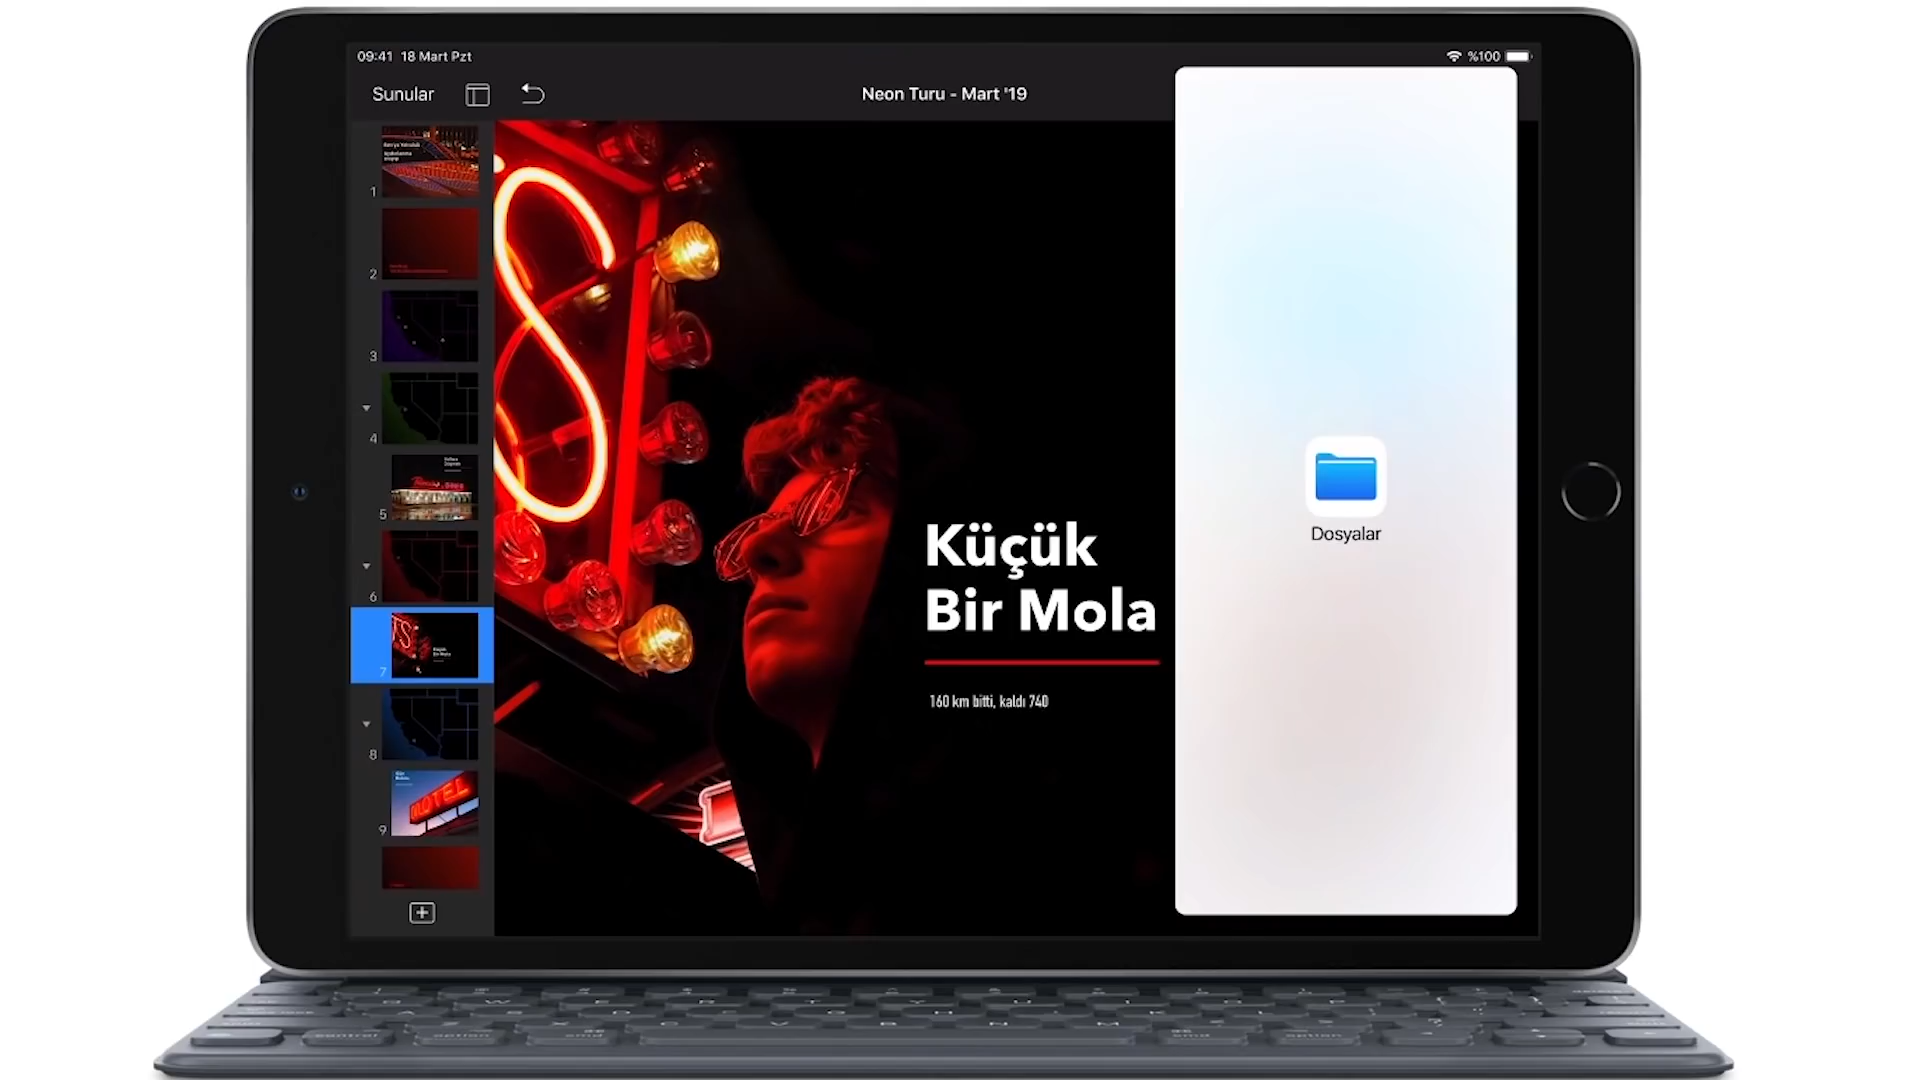 09:41 18 Mart Pzt
%100
Sunular
Neon Turu - Mart '19
1
2
3
4
5
6
7
8
9
MOTEL
Küçük
Bir Mola
160 km bitti, kaldı 740
Dosyalar